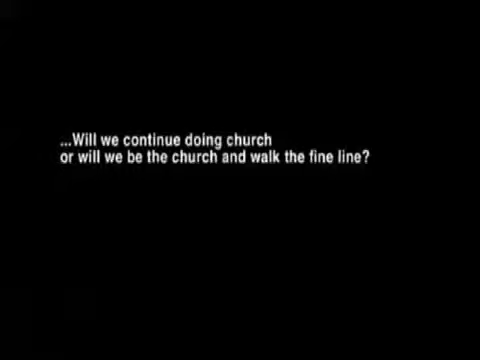 ...Will we continue doing church
or will we be the church and walk the fine line?